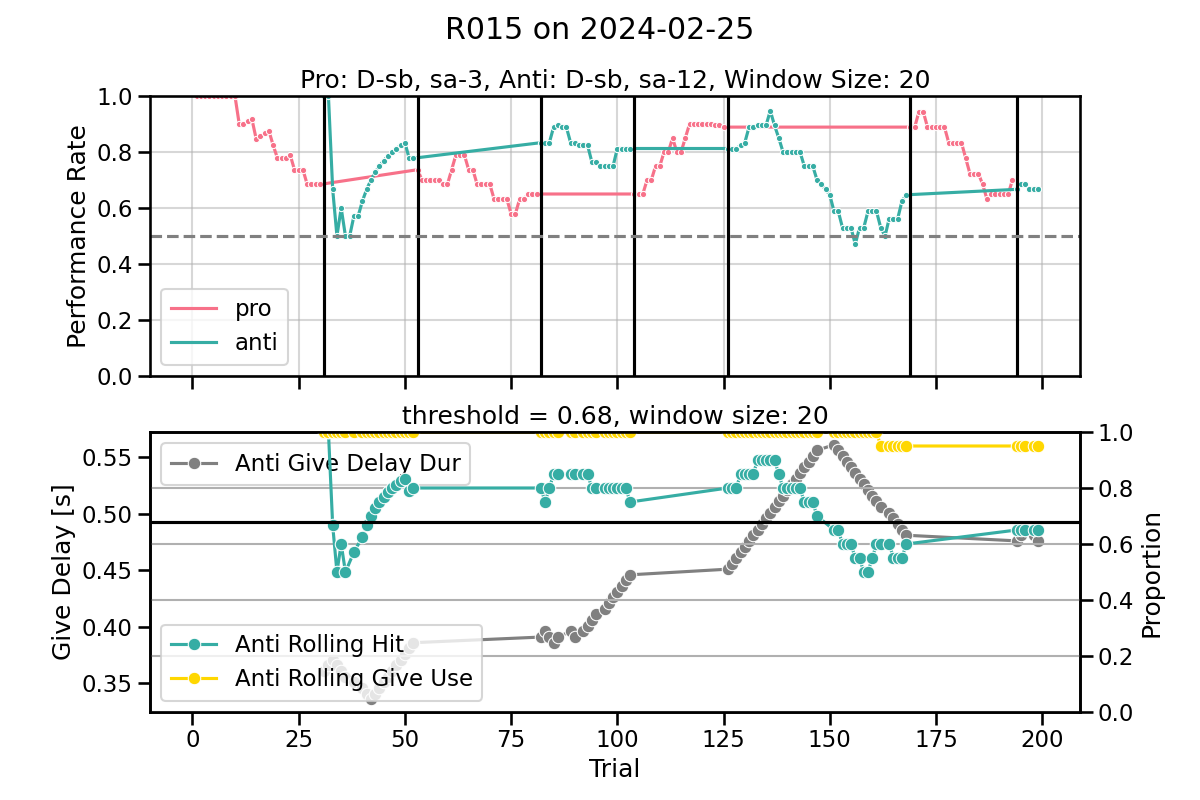 R015 on 2024-02-25
Pro: D-sb, sa-3, Anti: D-sb, sa-12, Window Size: 20
1.0
0.8
0.6
0.4
0.2
0.0
Performance Rate
pro
anti
threshold = 0.68, window size: 20
0.55
0.50
0.45
0.40
0.35
Give Delay [s]
Anti Give Delay Dur
Anti Rolling Hit
Anti Rolling Give Use
1.0
0.8
0.6
0.4
0.2
0.0
Proportion
0 25 50 75 100 125 150 175 200
Trial